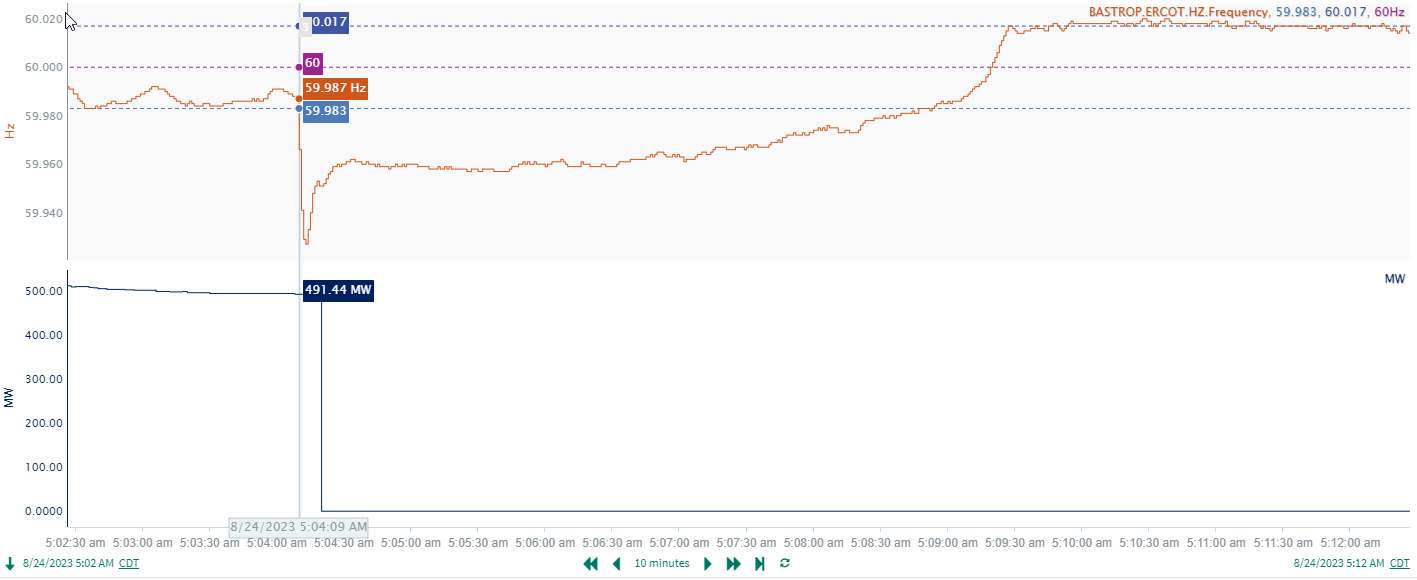 BASTROP.ERCOT.HZ.Frequency, 59.983, 60.017, 60Hz
60.020
0.017
60.000
60
59.987 Hz
59.980
59.983
Hz
59.960
59.940
MW
500.00
491.44 MW
400.00
300.00
MW
200.00
100.00
0.0000
8/24/2023 5:04:09 AM
5:02:30 am 5:03:00 am 5:03:30 am 5:04:00 am 5:04:30 am 5:05:00 am 5:05:30 am 5:06:00 am 5:06:30 am 5:07:00 am 5:07:30 am 5:08:00 am 5:08:30 am 5:09:00 am 5:09:30 am 5:10:00 am 5:10:30 am 5:11:00 am 5:11:30 am 5:12:00 am
8/24/2023 5:02 AM CDT 10 minutes 8/24/2023 5:12 AM CDT